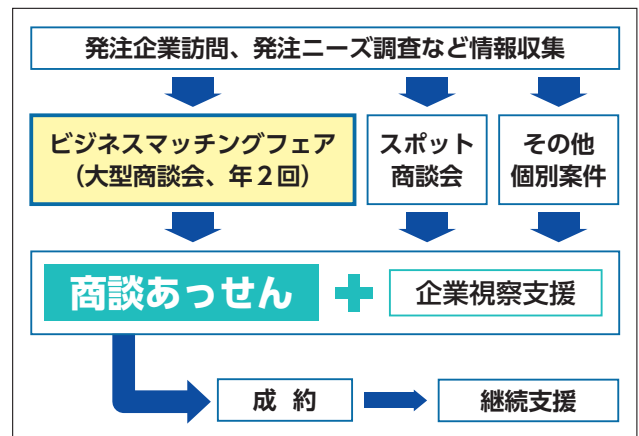 発注企業訪問、発注ニーズ調査など情報収集
ビジネスマッチングフェア
（大型商談会、年２回）
スポット
商談会
その他
個別案件
商談あっせん
企業視察支援
成 約
継続支援